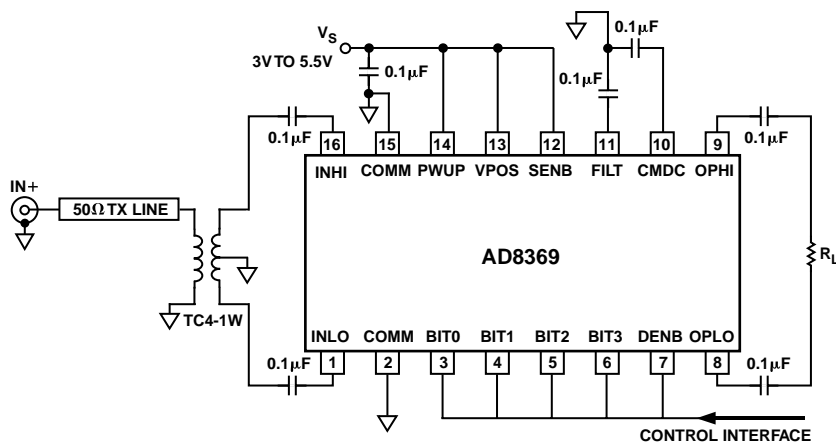 VS
3V TO 5.5V
0.1µF
0.1µF
0.1µF
0.1µF
0.1µF
16 15 14 13 12 11 10 9
INHI COMM PWUP VPOS SENB FILT CMDC OPHI
IN+
50Ω TX LINE
AD8369
RL
TC4-1W
INLO COMM BIT0 BIT1 BIT2 BIT3 DENB OPLO
0.1µF
1 2 3 4 5 6 7 8
0.1µF
CONTROL INTERFACE